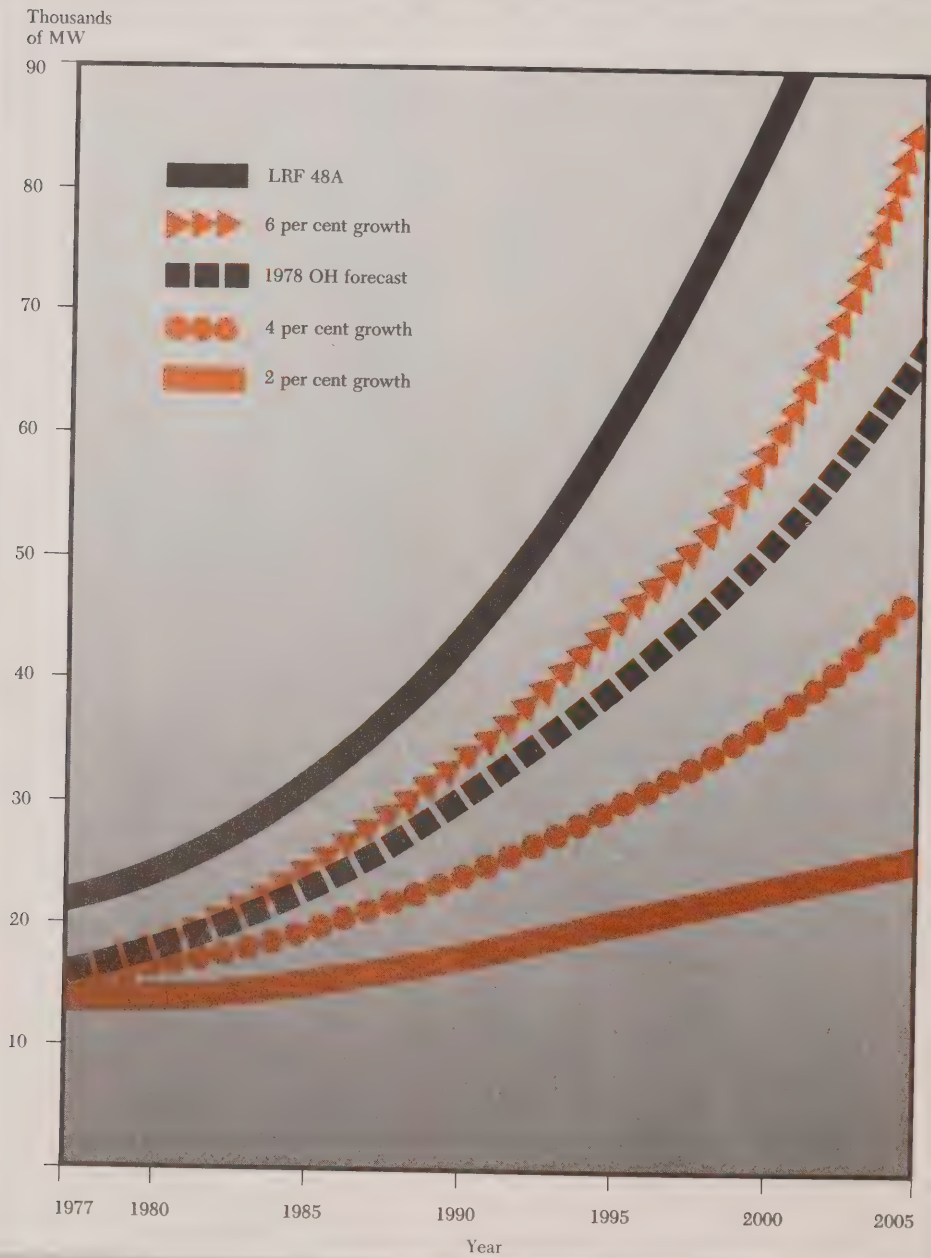 Thousands
of MW
90
80
70
60
50
40
30
20
10
LRF 48A
6 per cent growth
1978 OH forecast
4 per cent growth
2 per cent growth
1977 1980 1985 1990 1995 2000 2005
Year